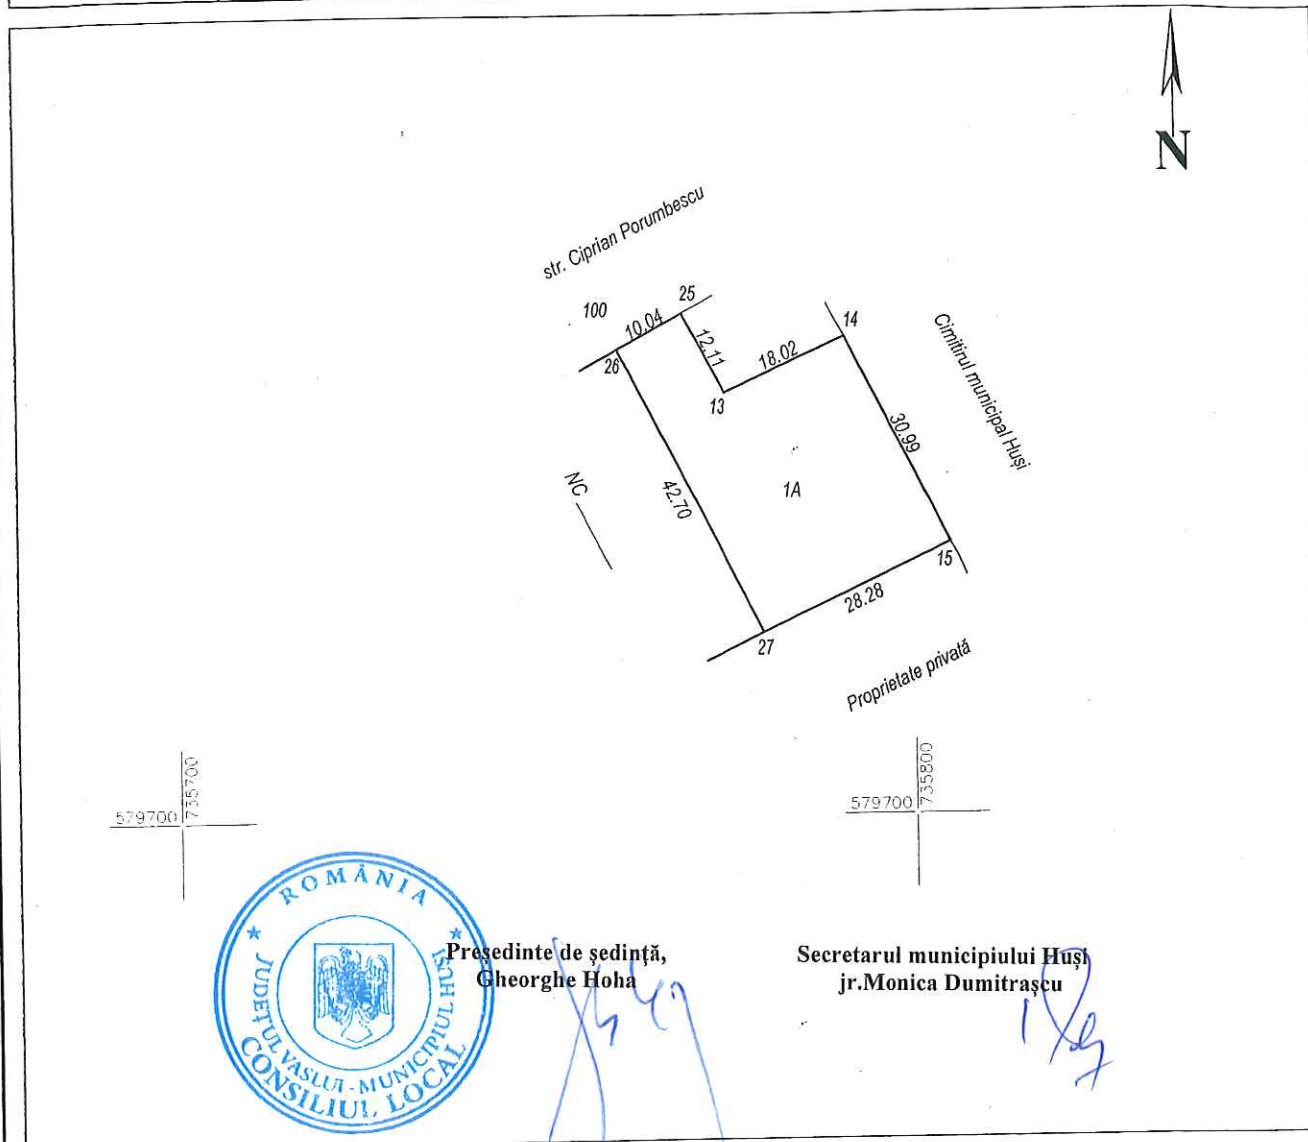 N
str. Ciprian Porumbescu
100
10.04
25
26
12.11
18.02
14
13
Cimitirul municipal Huși
30.99
NC
42.70
1A
15
28.28
27
Proprietate privată
579700
735700
579700
735800
ROMÂNIA
JUDEȚUL VASLUI - MUNICIPIUL HUȘI
CONSILIUL LOCAL
Președinte de ședință,
Gheorghe Hoha
Secretarul municipiului Huși
jr.Monica Dumitrașcu